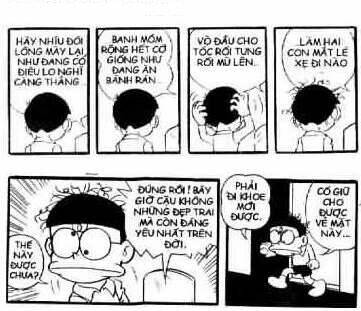 HÃY NHÍU ĐÔI
LÔNG MÀY LẠI,
NHƯ ĐANG CÓ
ĐIỀU LO NGHĨ
CĂNG THẲNG...
BANH MỒM
RỘNG HẾT CỠ
GIỐNG NHƯ
ĐANG ĂN
BÁNH RÁN...
VÒ ĐẦU CHO
TÓC RỐI TUNG
RỐI MÙ LÊN...
...LÀM HAI
CON MẮT LÉ
XẸ ĐI NÀO
THẾ
NÀY
ĐƯỢC
CHƯA?
ĐÚNG RỒI! BÂY
GIỜ CẬU KHÔNG
NHỮNG ĐẸP TRAI
MÀ CÒN ĐÁNG
YÊU NHẤT TRÊN
ĐỜI.
PHẢI
ĐI KHOE
MỚI
ĐƯỢC.
CỐ GIỮ
CHO
ĐƯỢC
VẺ MẶT
NÀY...